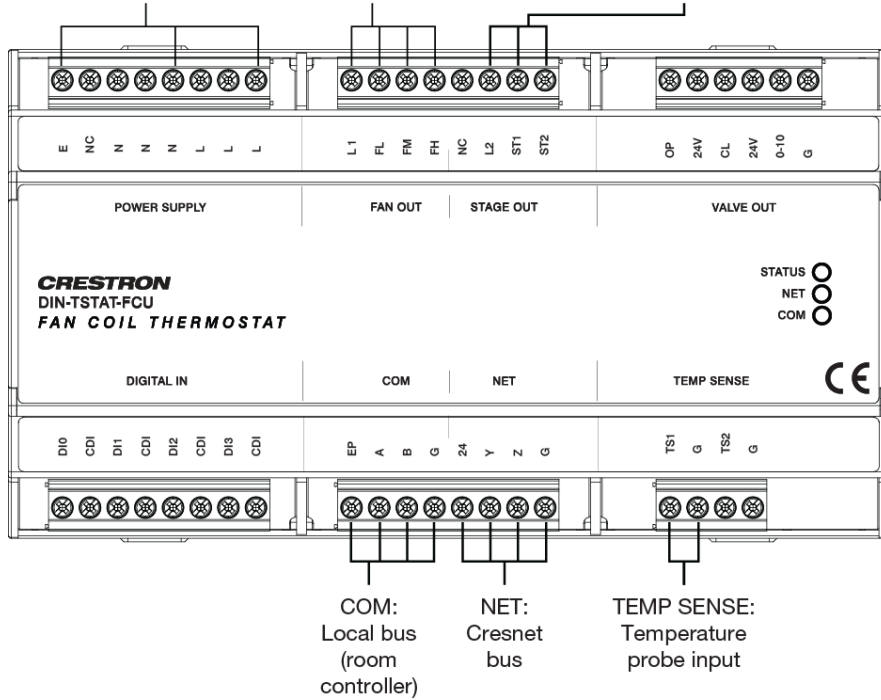 E NC N N N L L L
L1 FL FM FH NC L2 ST1 ST2
OP 24V CL 24V 0-10 G
POWER SUPPLY
FAN OUT
STAGE OUT
VALVE OUT
CRESTRON
DIN-TSTAT-FCU
FAN COIL THERMOSTAT
STATUS
NET
COM
DIGITAL IN
COM
NET
TEMP SENSE
CE
DI0 CDI DI1 CDI DI2 CDI DI3 CDI
EP A B G 24 Y Z G
TS1 G TS2 G
COM:
Local bus
(room
controller)
NET:
Cresnet
bus
TEMP SENSE:
Temperature
probe input